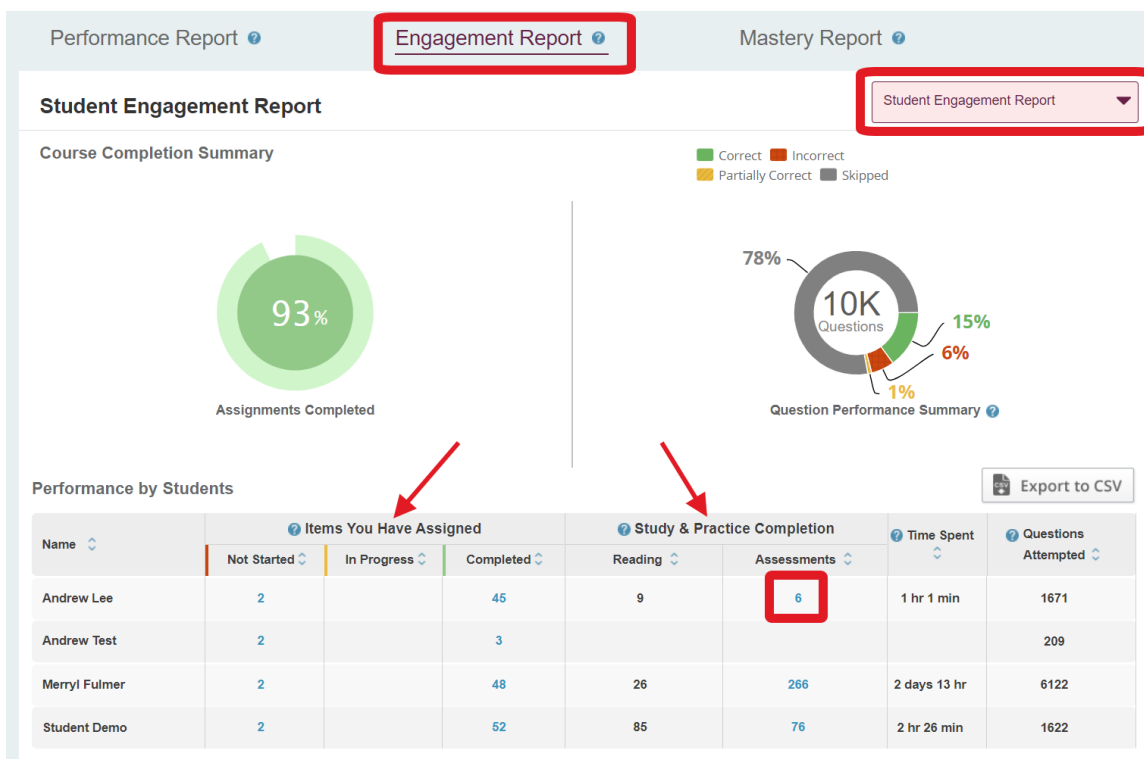 Performance Report ? Engagement Report ? Mastery Report ?
Student Engagement Report
Student Engagement Report
Course Completion Summary
Correct Incorrect
Partially Correct Skipped
93%
Assignments Completed
78%
10K
Questions
15%
6%
1%
Question Performance Summary ?
Performance by Students
CSV Export to CSV
Name ? Items You Have Assigned ? Study & Practice Completion ? Time Spent ? Questions Attempted
Not Started In Progress Completed Reading Assessments
Andrew Lee 2 45 9 6 1 hr 1 min 1671
Andrew Test 2 3 209
Merryl Fulmer 2 48 26 266 2 days 13 hr 6122
Student Demo 2 52 85 76 2 hr 26 min 1622